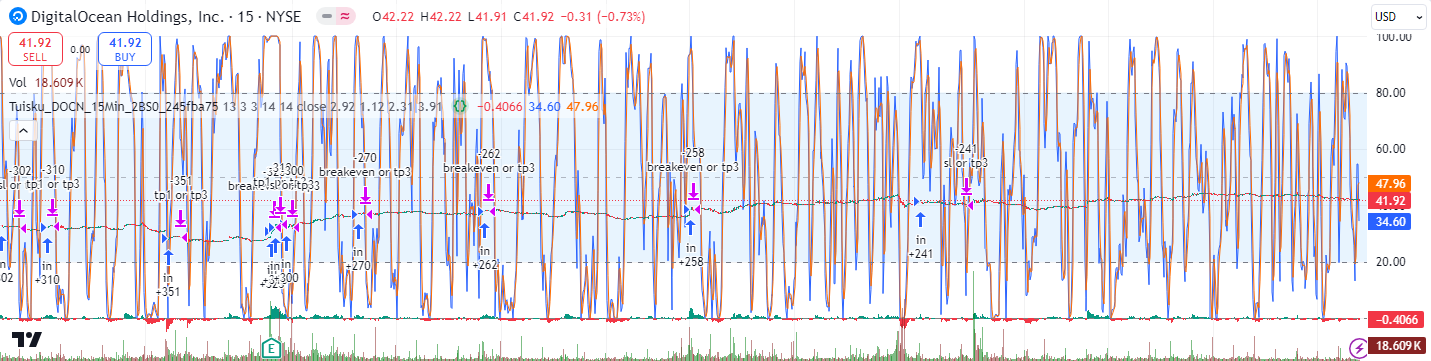 DigitalOcean Holdings, Inc. · 15 · NYSE O42.22 H42.22 L41.91 C41.92 −0.31 (−0.73%)
USD
41.92
SELL
0.00
41.92
BUY
Vol 18.609 K
Tuisku_DOCN_15Min_2BS0_245fba75 13 3 3 14 14 close 2.92 1.12 2.31 3.91 −0.4066 34.60 47.96
100.00
80.00
60.00
47.96
41.92
34.60
20.00
−0.4066
18.609 K
-302
-310
tp1 or tp3
in
+310
-351
tp1 or tp3
in
+351
-300
in
+300
-270
breakeven or tp3
in
+270
-262
breakeven or tp3
in
+262
-258
breakeven or tp3
in
+258
-241
sl or tp3
in
+241
E